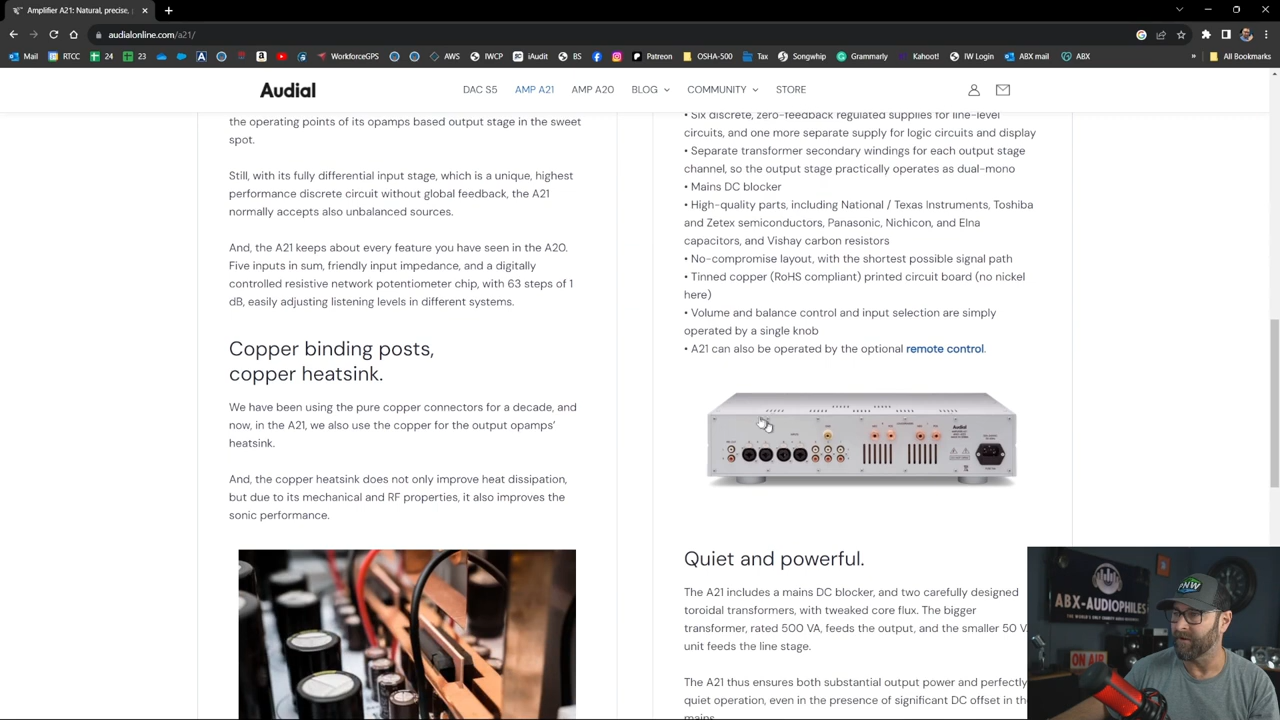 Amplifier A21: Natural, precise,
audialonline.com/a21/
Mail RTCC 24 23 WorkforceGPS AWS IWCP iAudit BS Patreon OSHA-500 Tax Songwhip Grammarly Kahoot! IW Login ABX mail ABX » All Bookmarks
Audial DAC S5 AMP A21 AMP A20 BLOG COMMUNITY STORE
the operating points of its opamps based output stage in the sweet
spot.
Still, with its fully differential input stage, which is a unique, highest
performance discrete circuit without global feedback, the A21
normally accepts also unbalanced sources.
And, the A21 keeps about every feature you have seen in the A20.
Five inputs in sum, friendly input impedance, and a digitally
controlled resistive network potentiometer chip, with 63 steps of 1
dB, easily adjusting listening levels in different systems.
Copper binding posts,
copper heatsink.
We have been using the pure copper connectors for a decade, and
now, in the A21, we also use the copper for the output opamps'
heatsink.
And, the copper heatsink does not only improve heat dissipation,
but due to its mechanical and RF properties, it also improves the
sonic performance.
• Six discrete, zero-feedback regulated supplies for line-level
circuits, and one more separate supply for logic circuits and display
• Separate transformer secondary windings for each output stage
channel, so the output stage practically operates as dual-mono
• Mains DC blocker
• High-quality parts, including National / Texas Instruments, Toshiba
and Zetex semiconductors, Panasonic, Nichicon, and Elna
capacitors, and Vishay carbon resistors
• No-compromise layout, with the shortest possible signal path
• Tinned copper (RoHS compliant) printed circuit board (no nickel
here)
• Volume and balance control and input selection are simply
operated by a single knob
• A21 can also be operated by the optional remote control.
Audial
Quiet and powerful.
The A21 includes a mains DC blocker, and two carefully designed
toroidal transformers, with tweaked core flux. The bigger
transformer, rated 500 VA, feeds the output, and the smaller 50 V
unit feeds the line stage.
The A21 thus ensures both substantial output power and perfectly
quiet operation, even in the presence of significant DC offset in th
mains.
ABX-AUDIOPHILES
ON AIR
PNW